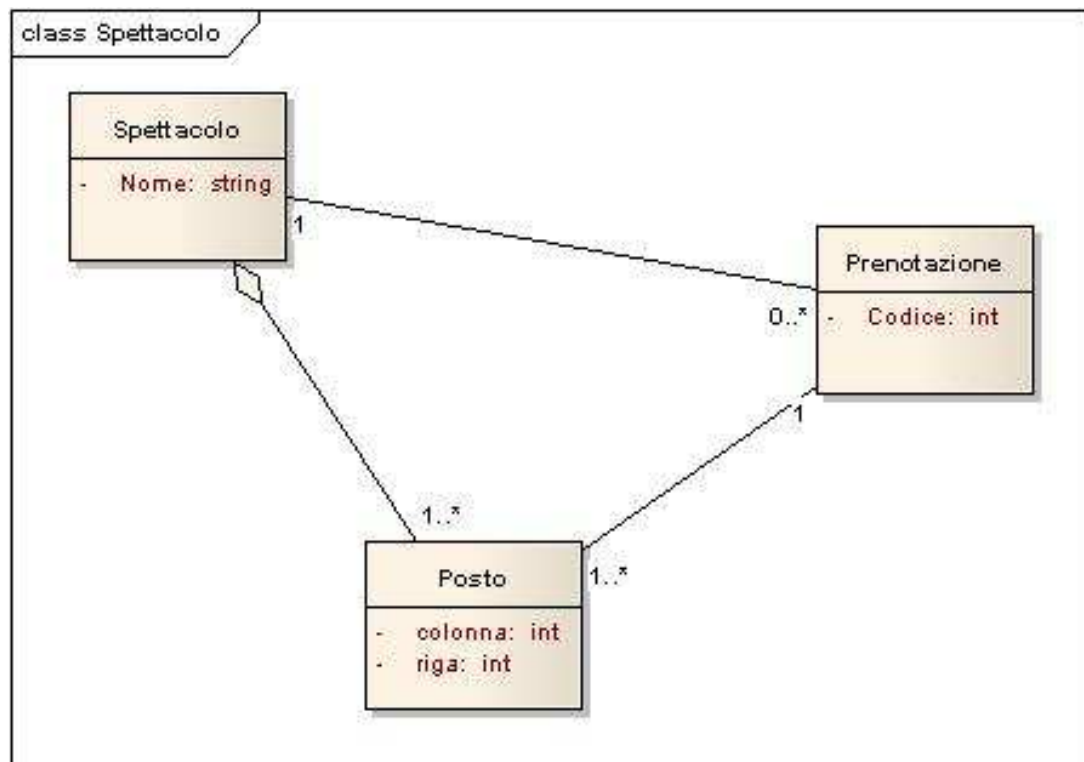 class Spettacolo
Spettacolo
- Nome: string
1
Prenotazione
0..*
- Codice: int
1
1..*
Posto
1..*
- colonna: int
- riga: int